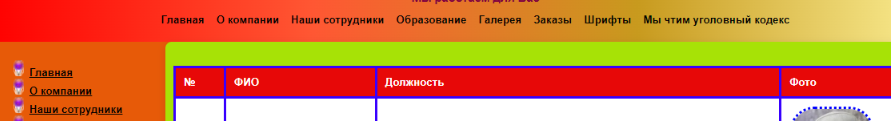 Мы работаем для Вас
Главная О компании Наши сотрудники Образование Галерея Заказы Шрифты Мы чтим уголовный кодекс
№ ФИО Должность Фото
Главная
О компании
Наши сотрудники